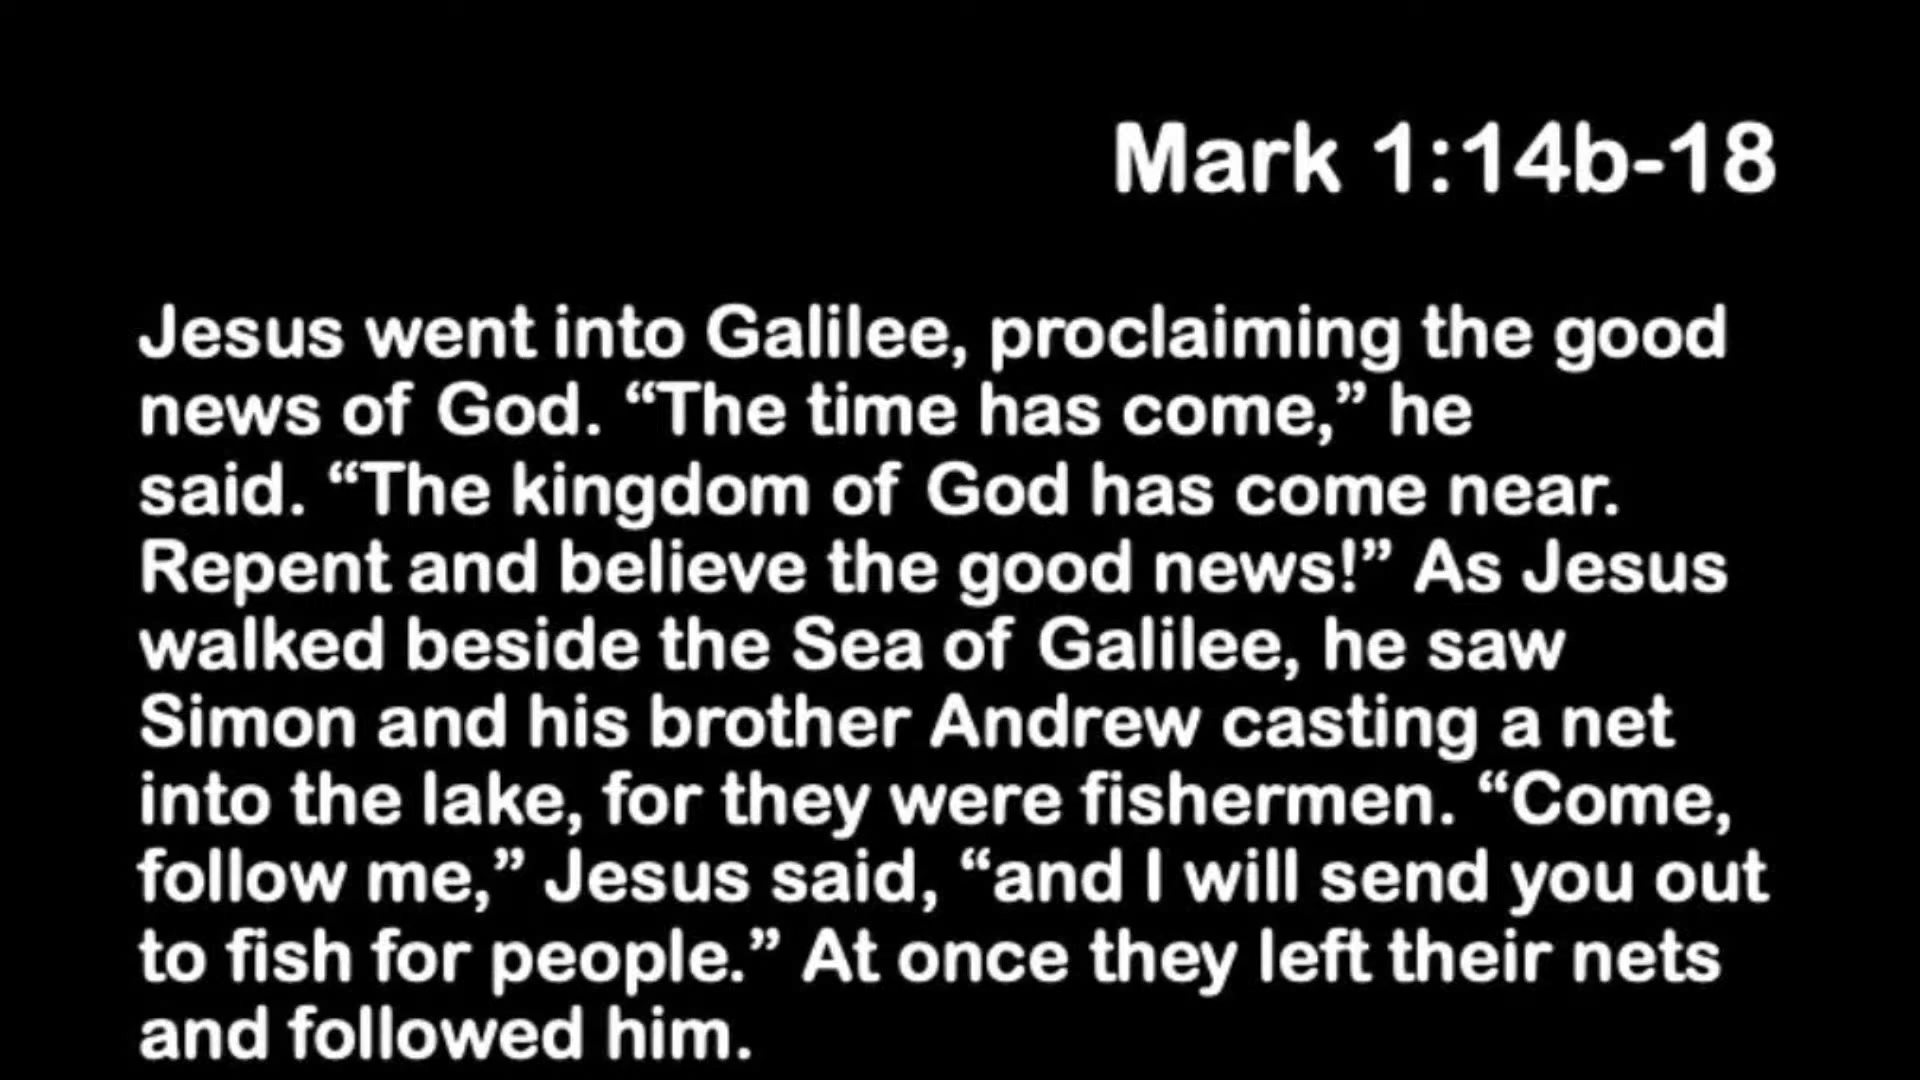 Mark 1:14b-18
Jesus went into Galilee, proclaiming the good
news of God. “The time has come,” he
said. “The kingdom of God has come near.
Repent and believe the good news!” As Jesus
walked beside the Sea of Galilee, he saw
Simon and his brother Andrew casting a net
into the lake, for they were fishermen. “Come,
follow me,” Jesus said, “and I will send you out
to fish for people.” At once they left their nets
and followed him.